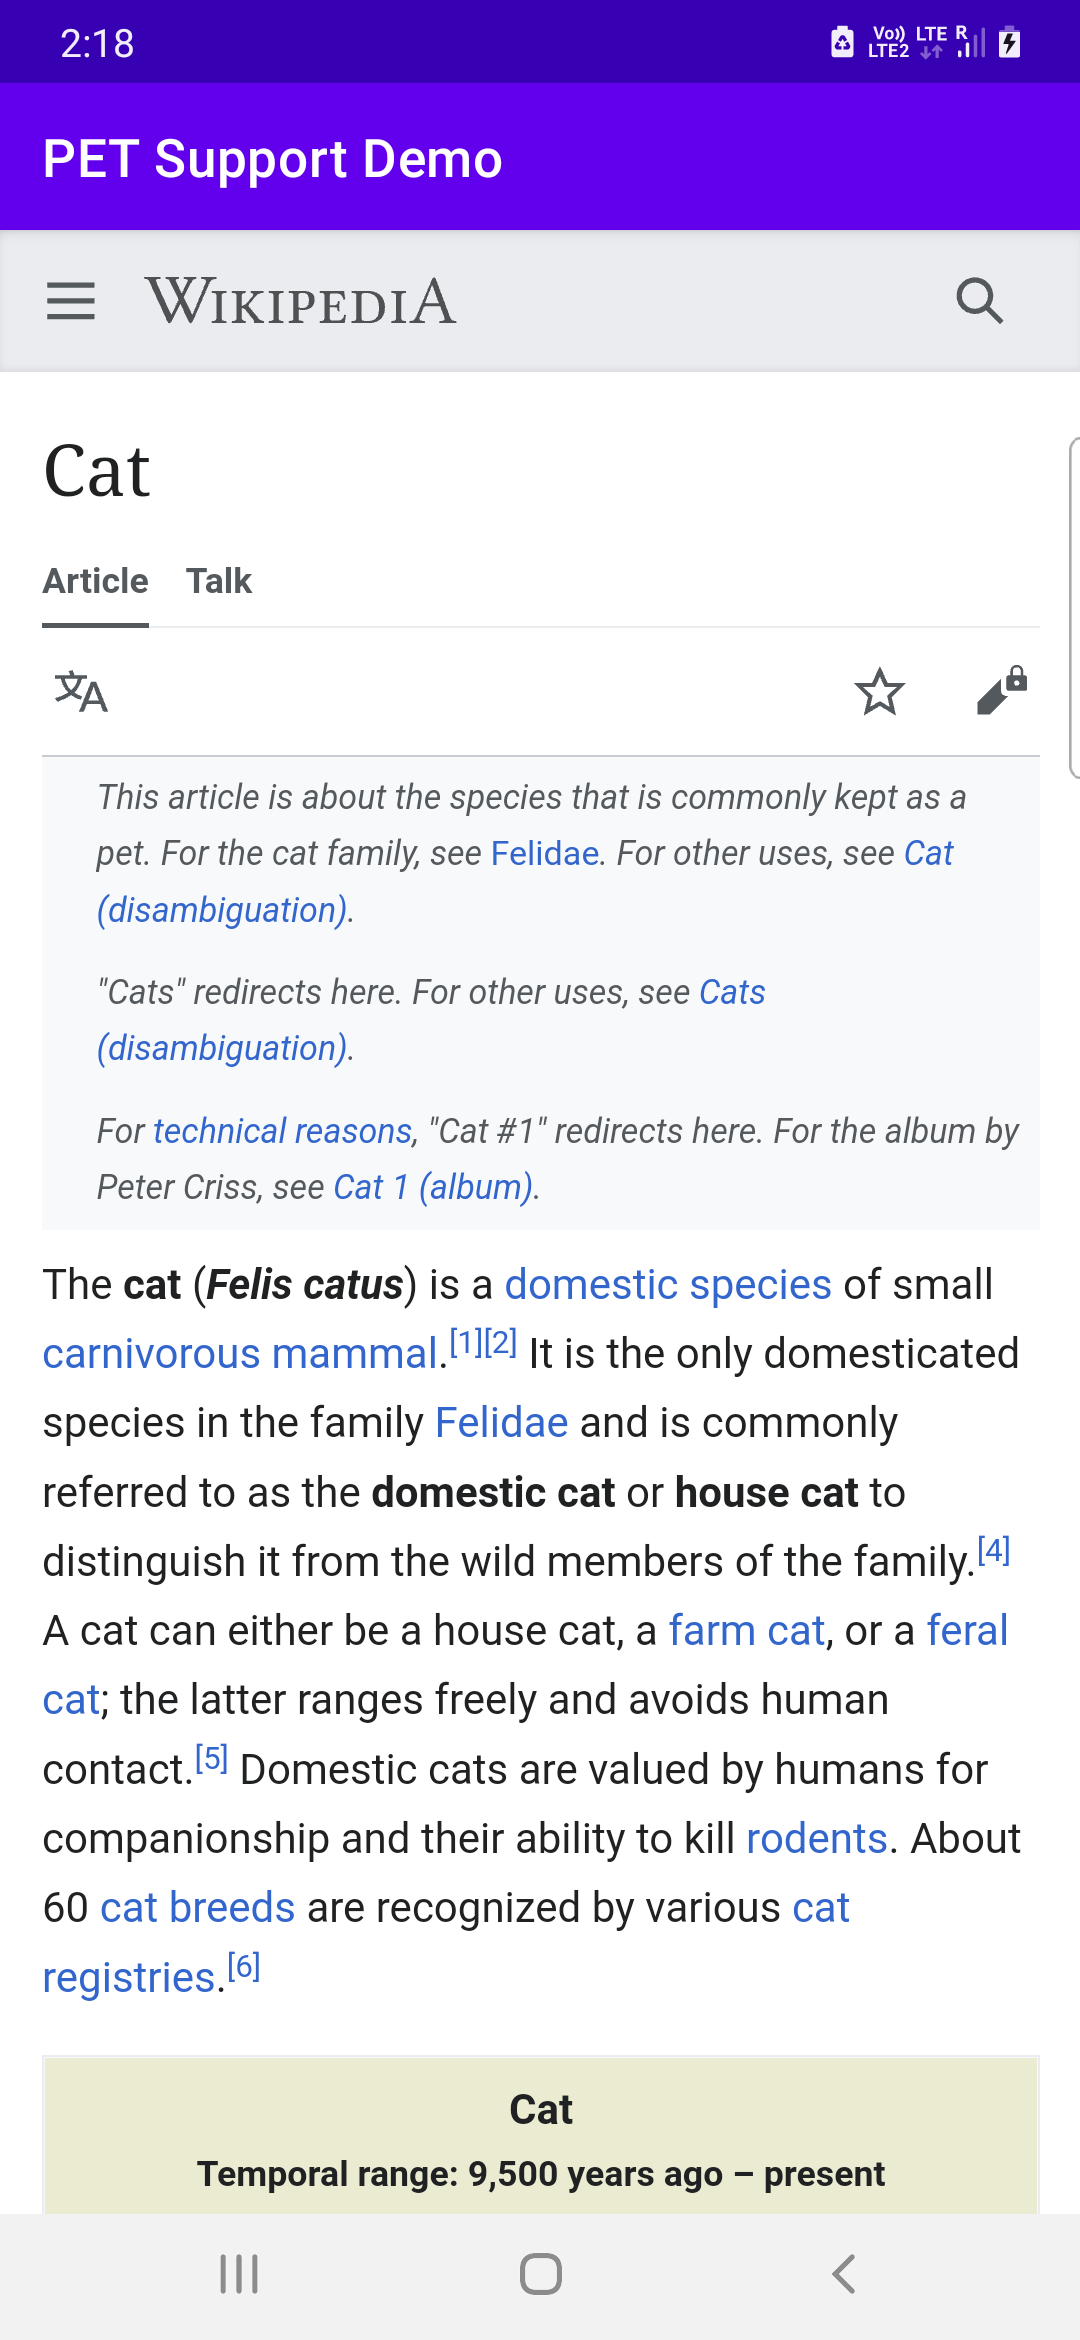 2:18
Vo)) LTE R
LTE2
PET Support Demo
WIKIPEDIA
Cat
Article Talk
文A
This article is about the species that is commonly kept as a
pet. For the cat family, see Felidae. For other uses, see Cat
(disambiguation).
"Cats" redirects here. For other uses, see Cats
(disambiguation).
For technical reasons, "Cat #1" redirects here. For the album by
Peter Criss, see Cat 1 (album).
The cat (Felis catus) is a domestic species of small
carnivorous mammal.[1][2] It is the only domesticated
species in the family Felidae and is commonly
referred to as the domestic cat or house cat to
distinguish it from the wild members of the family.[4]
A cat can either be a house cat, a farm cat, or a feral
cat; the latter ranges freely and avoids human
contact.[5] Domestic cats are valued by humans for
companionship and their ability to kill rodents. About
60 cat breeds are recognized by various cat
registries.[6]
Cat
Temporal range: 9,500 years ago – present